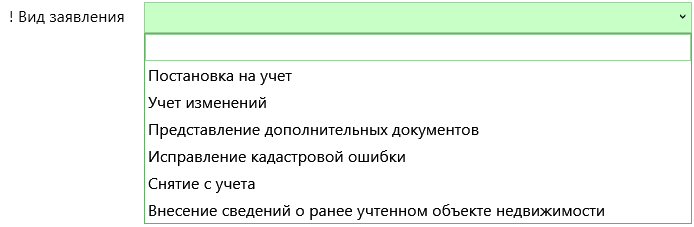 ! Вид заявления
Постановка на учет
Учет изменений
Представление дополнительных документов
Исправление кадастровой ошибки
Снятие с учета
Внесение сведений о ранее учтенном объекте недвижимости